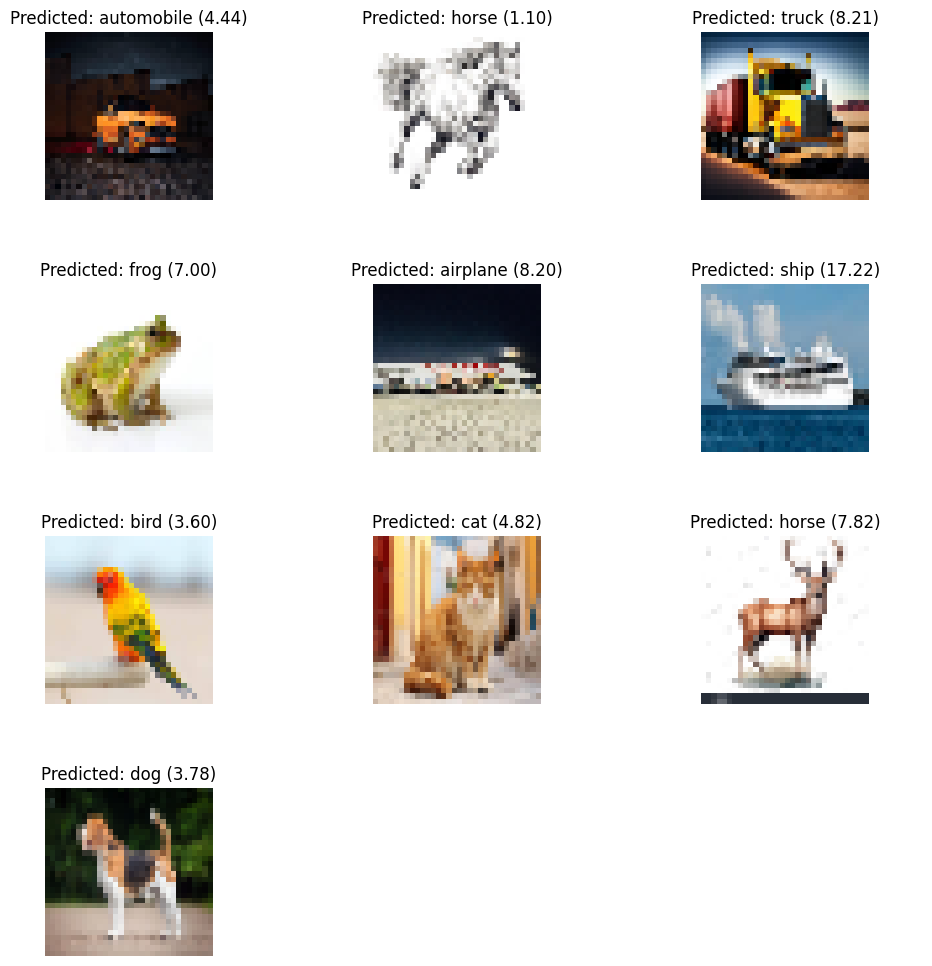 Predicted: automobile (4.44)
Predicted: horse (1.10)
Predicted: truck (8.21)
Predicted: frog (7.00)
Predicted: airplane (8.20)
Predicted: ship (17.22)
Predicted: bird (3.60)
Predicted: cat (4.82)
Predicted: horse (7.82)
Predicted: dog (3.78)